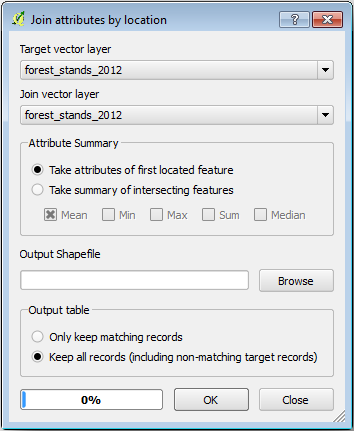 Join attributes by location
?
Target vector layer
forest_stands_2012
Join vector layer
forest_stands_2012
Attribute Summary
Take attributes of first located feature
Take summary of intersecting features
Mean Min Max Sum Median
Output Shapefile
Browse
Output table
Only keep matching records
Keep all records (including non-matching target records)
0% OK Close